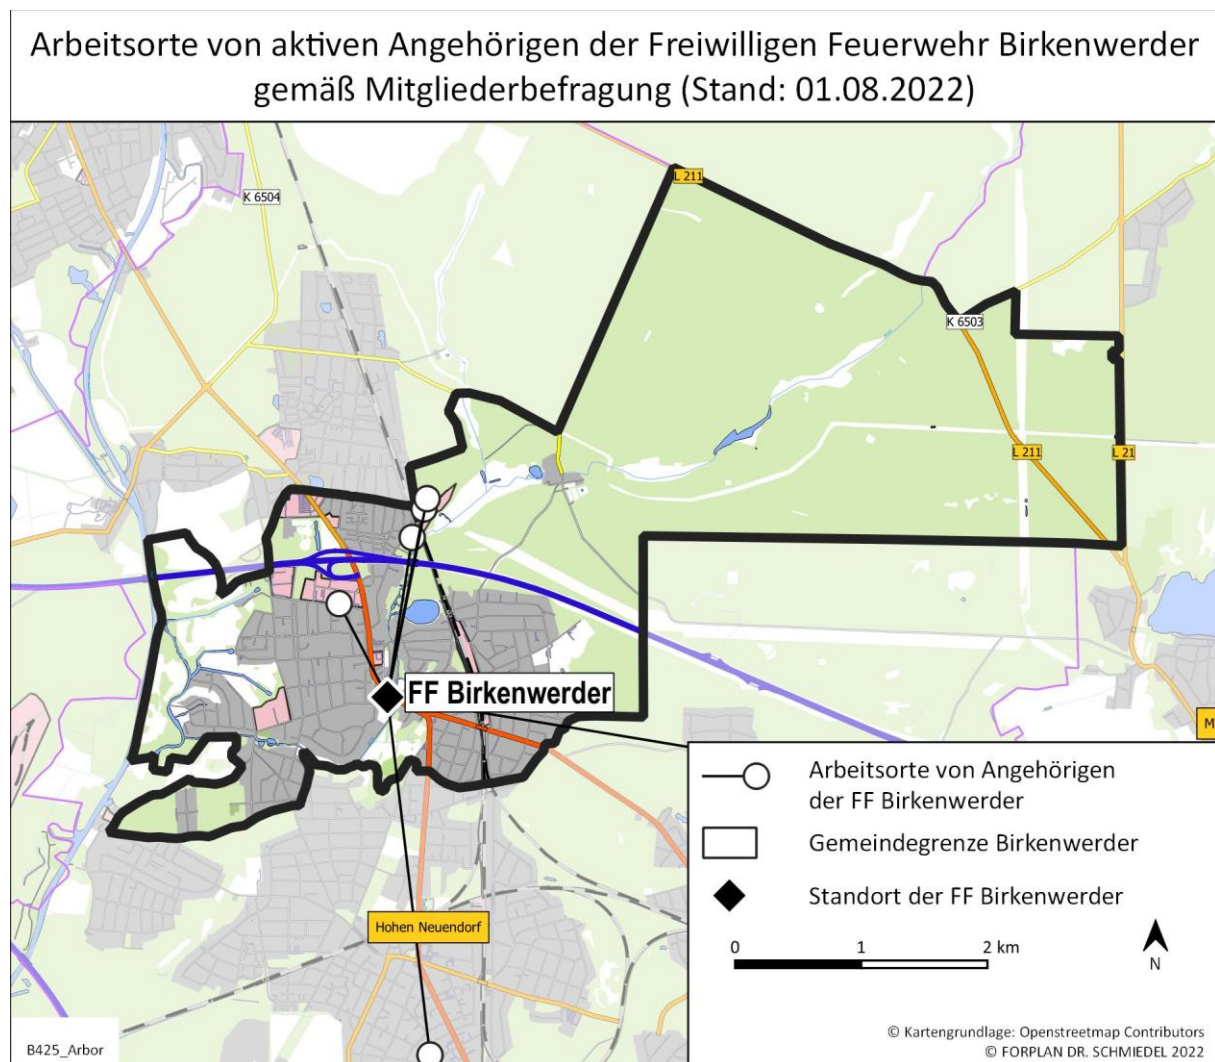 Arbeitsorte von aktiven Angehörigen der Freiwilligen Feuerwehr Birkenwerder
gemäß Mitgliederbefragung (Stand: 01.08.2022)
L 211
K 6504
K 6503
L 211
L 21
FF Birkenwerder
M
Arbeitsorte von Angehörigen
der FF Birkenwerder
Gemeindegrenze Birkenwerder
Standort der FF Birkenwerder
Hohen Neuendorf
0 1 2 km
N
© Kartengrundlage: Openstreetmap Contributors
© FORPLAN DR. SCHMIEDEL 2022
B425_Arbor